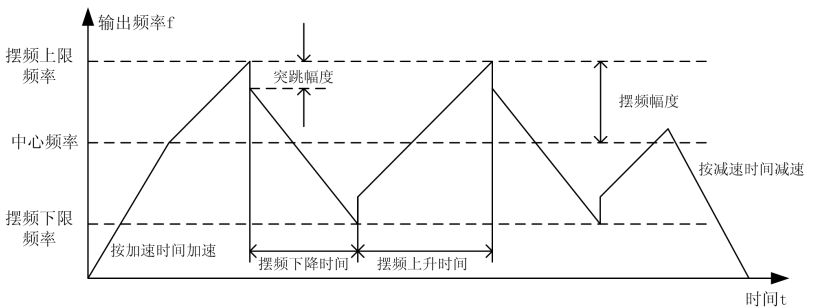 输出频率f
摆频上限
频率
突跳幅度
摆频幅度
中心频率
按减速时间减速
摆频下限
频率
按加速时间加速
摆频下降时间
摆频上升时间
时间t